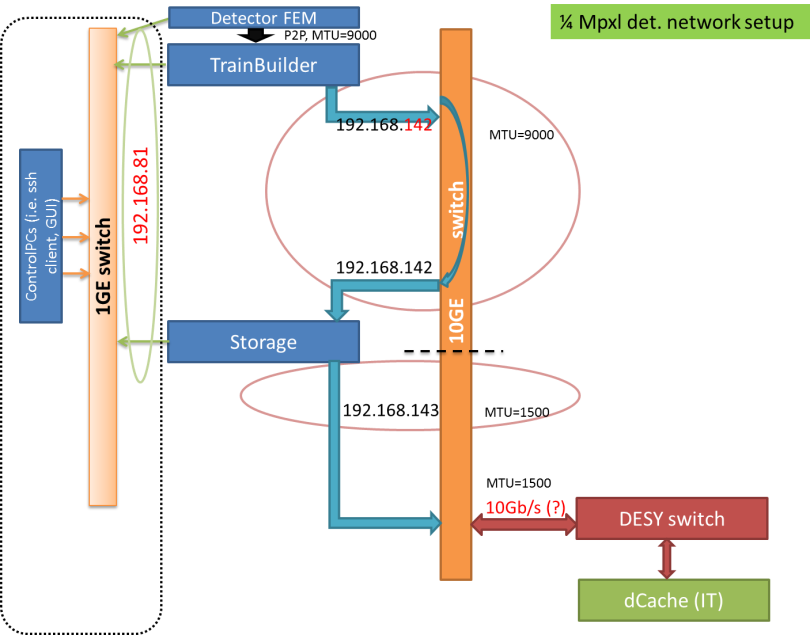 ¼ Mpxl det. network setup
Detector FEM
P2P, MTU=9000
TrainBuilder
192.168.142
MTU=9000
192.168.81
ControlPCs (i.e. ssh
client, GUI)
1GE switch
10GE switch
192.168.142
Storage
192.168.143
MTU=1500
MTU=1500
10Gb/s (?)
DESY switch
dCache (IT)